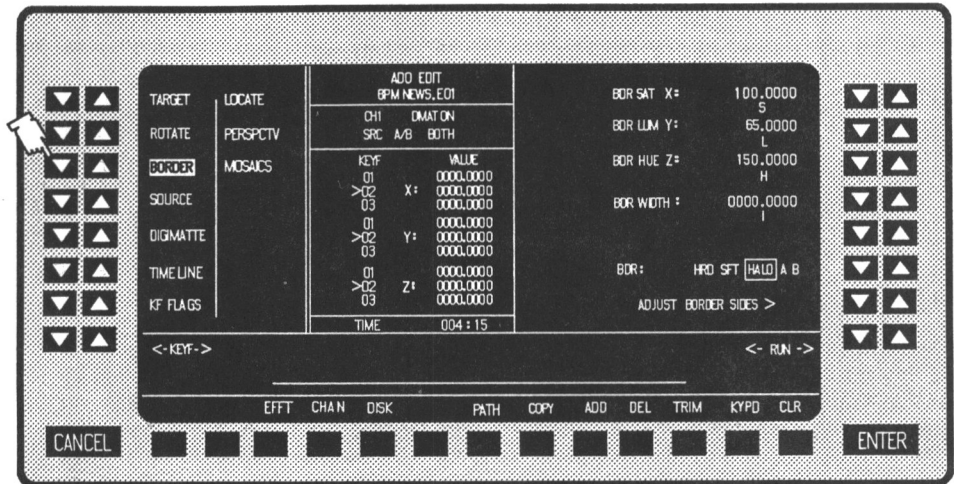 ADD EDIT
BPM NEWS.E01
CH1 DMAT ON
SRC A/B BOTH
TARGET LOCATE
ROTATE PERSPCTV
BORDER MOSAICS
SOURCE
DIGIMATTE
TIME LINE
KF FLAGS
KEYF VALUE
01 0000.0000
>02 X: 0000.0000
03 0000.0000
01 0000.0000
>02 Y: 0000.0000
03 0000.0000
01 0000.0000
>02 Z: 0000.0000
03 0000.0000
TIME 004:15
BDR SAT X= 100.0000
S
BDR LUM Y: 65.0000
L
BDR HUE Z= 150.0000
H
BDR WIDTH : 0000.0000
I
BDR: HRD SFT HALO A B
ADJUST BORDER SIDES >
<-KEYF-> <- RUN ->
EFFT CHAN DISK PATH COPY ADD DEL TRIM KYPD CLR
CANCEL ENTER